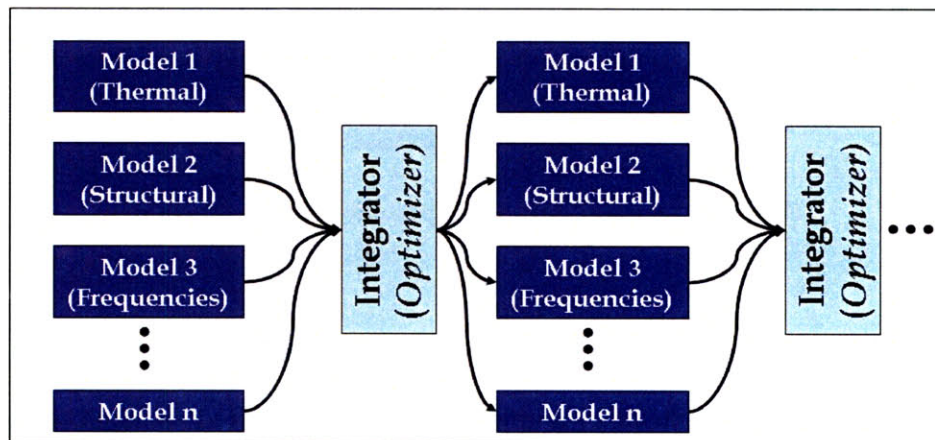 Model 1
(Thermal)
Model 2
(Structural)
Model 3
(Frequencies)
Model n
Integrator
(Optimizer)
Model 1
(Thermal)
Model 2
(Structural)
Model 3
(Frequencies)
Model n
Integrator
(Optimizer)